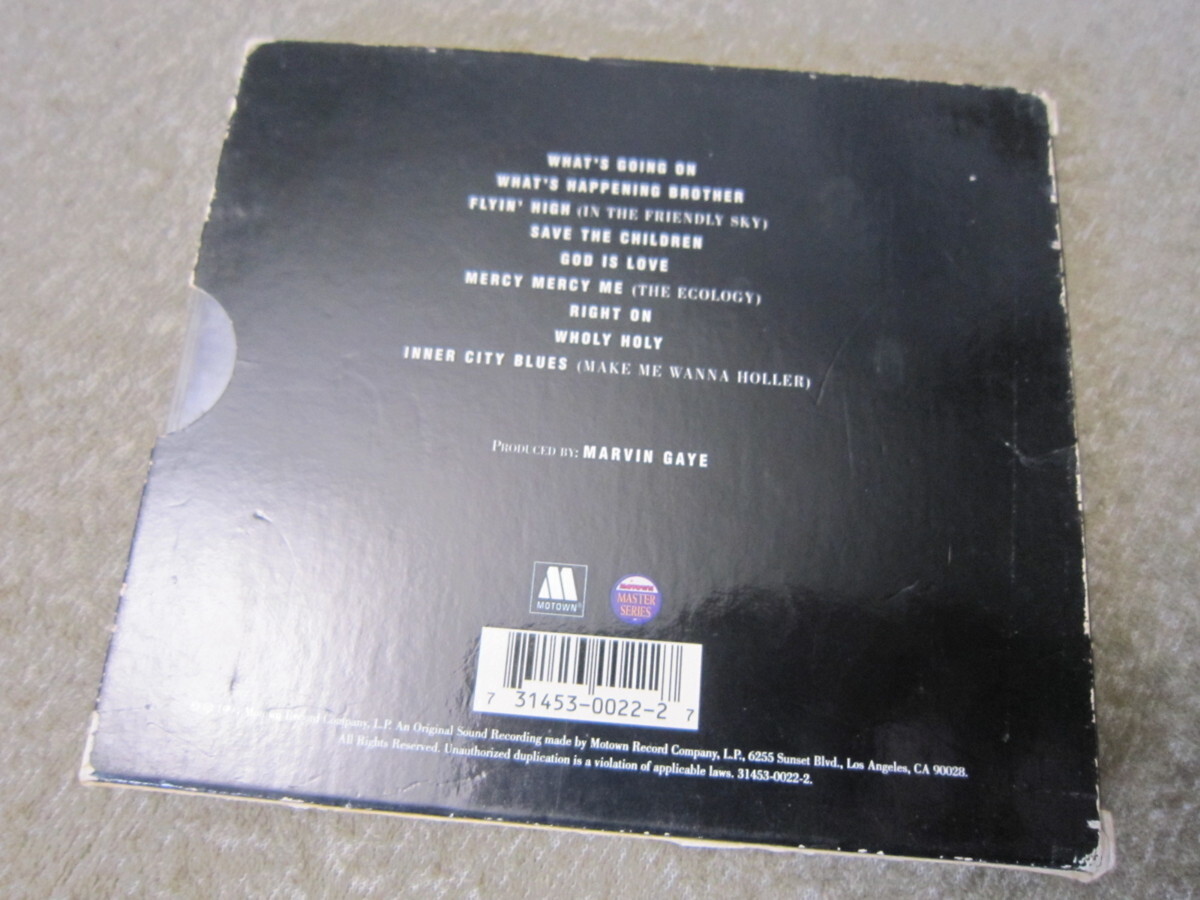 WHAT'S GOING ON
WHAT'S HAPPENING BROTHER
FLYIN' HIGH (IN THE FRIENDLY SKY)
SAVE THE CHILDREN
GOD IS LOVE
MERCY MERCY ME (THE ECOLOGY)
RIGHT ON
WHOLY HOLY
INNER CITY BLUES (MAKE ME WANNA HOLLER)
PRODUCED BY: MARVIN GAYE
MOTOWN®
MASTER
SERIES
7 31453-0022-2 7
Motown Record Company, L.P. An Original Sound Recording made by Motown Record Company, L.P., 6255 Sunset Blvd., Los Angeles, CA 90028.
All Rights Reserved. Unauthorized duplication is a violation of applicable laws. 31453-0022-2.